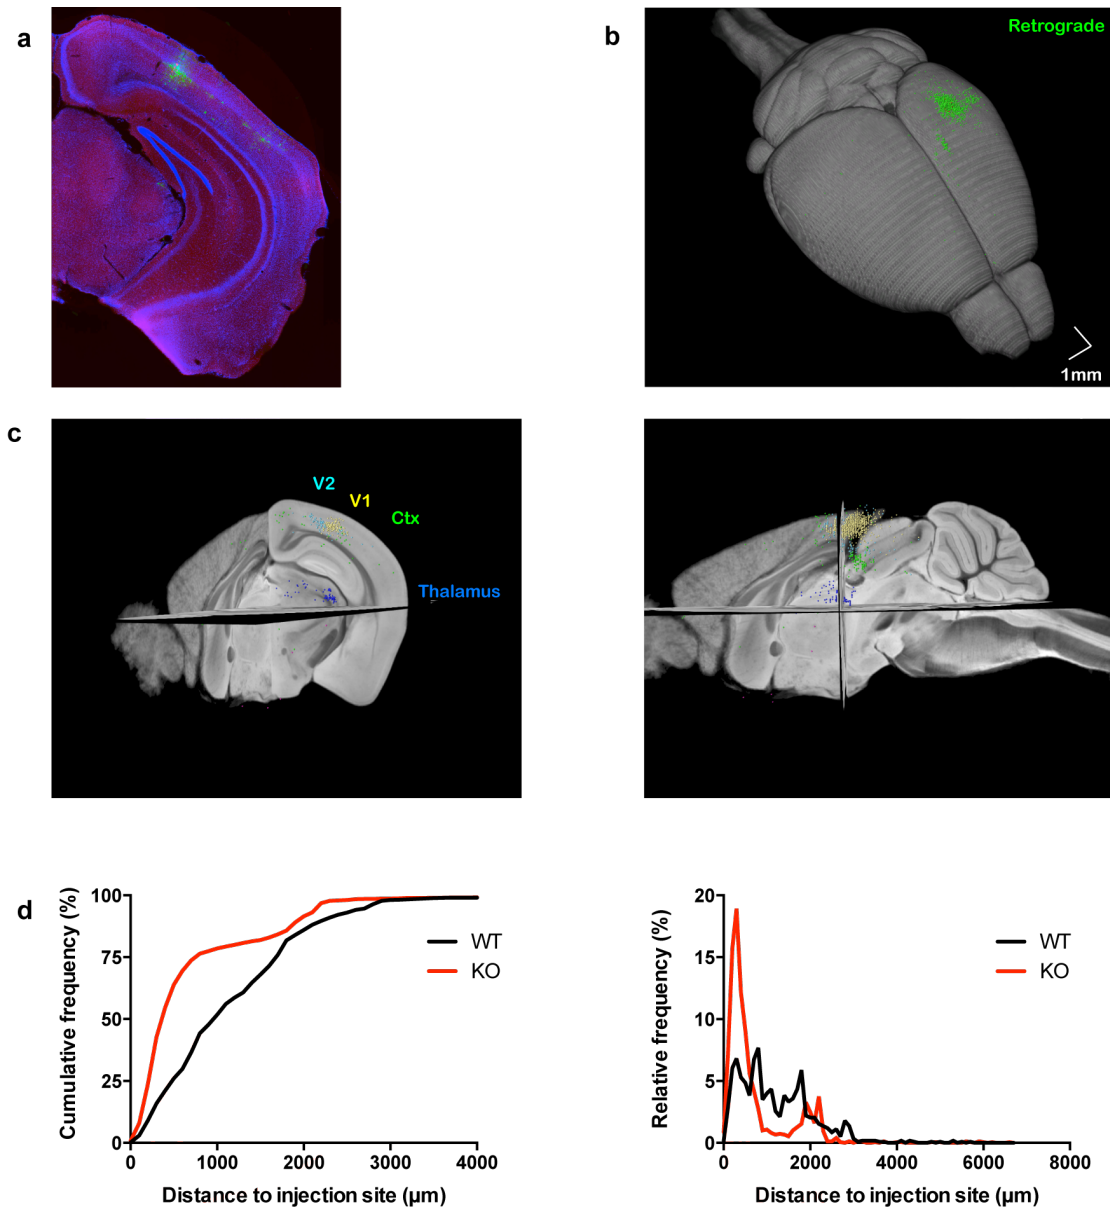 a
b
Retrograde
1mm
c
V2
V1
Ctx
Thalamus
d
Cumulative frequency (%)
100
75
50
25
0
0 1000 2000 3000 4000
Distance to injection site (µm)
WT
KO
Relative frequency (%)
20
15
10
5
0
0 2000 4000 6000 8000
Distance to injection site (µm)
WT
KO